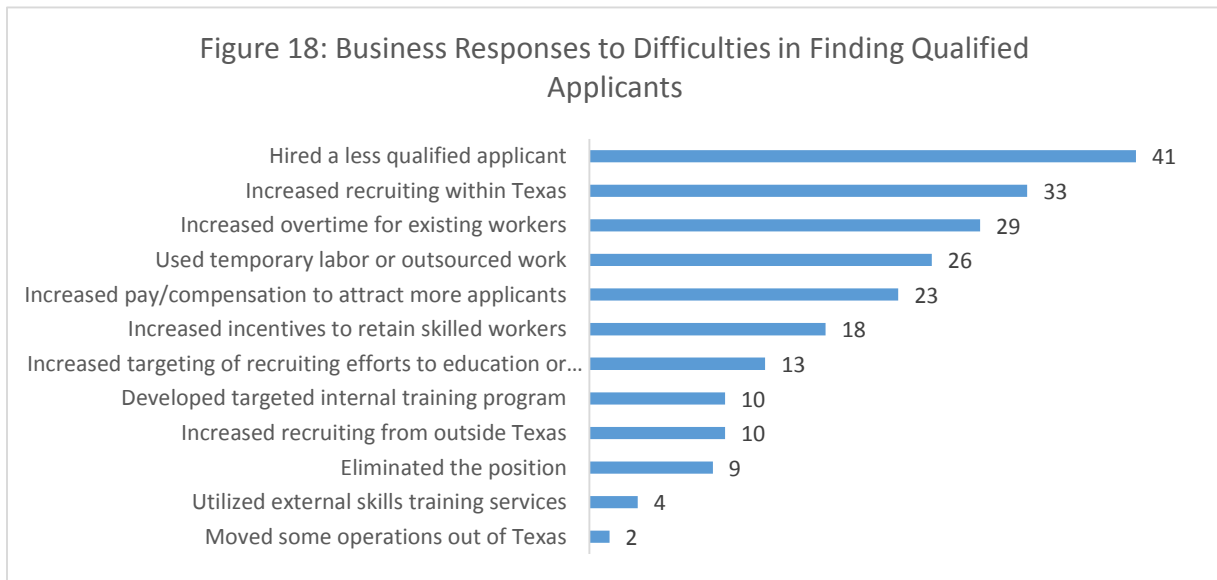 Figure 18: Business Responses to Difficulties in Finding Qualified
Applicants
Hired a less qualified applicant 41
Increased recruiting within Texas 33
Increased overtime for existing workers 29
Used temporary labor or outsourced work 26
Increased pay/compensation to attract more applicants 23
Increased incentives to retain skilled workers 18
Increased targeting of recruiting efforts to education or... 13
Developed targeted internal training program 10
Increased recruiting from outside Texas 10
Eliminated the position 9
Utilized external skills training services 4
Moved some operations out of Texas 2